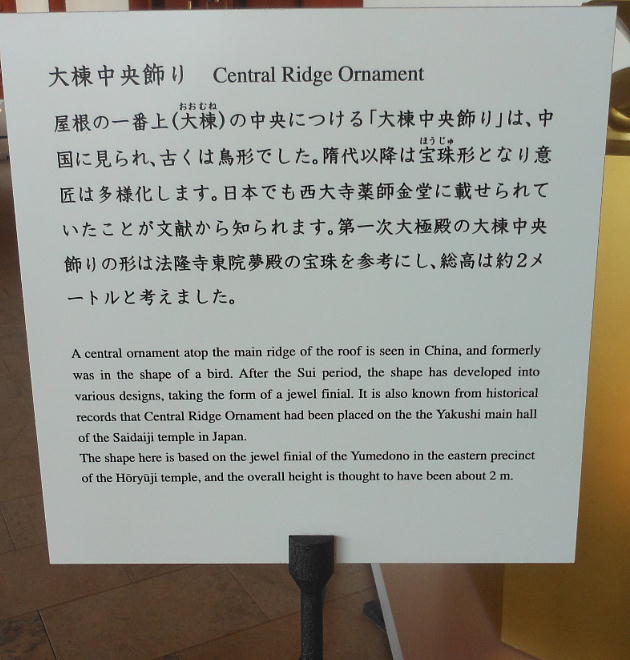 大棟中央飾り Central Ridge Ornament
屋根の一番上(大棟)の中央につける「大棟中央飾り」は、中
おおむね
国に見られ、古くは鳥形でした。隋代以降は宝珠形となり意
ほうじゅ
匠は多様化します。日本でも西大寺薬師金堂に載せられて
いたことが文献から知られます。第一次大極殿の大棟中央
飾りの形は法隆寺東院夢殿の宝珠を参考にし、総高は約2メ
ートルと考えました。
A central ornament atop the main ridge of the roof is seen in China, and formerly
was in the shape of a bird. After the Sui period, the shape has developed into
various designs, taking the form of a jewel finial. It is also known from historical
records that Central Ridge Ornament had been placed on the the Yakushi main hall
of the Saidaiji temple in Japan.
The shape here is based on the jewel finial of the Yumedono in the eastern precinct
of the Hōryūji temple, and the overall height is thought to have been about 2 m.